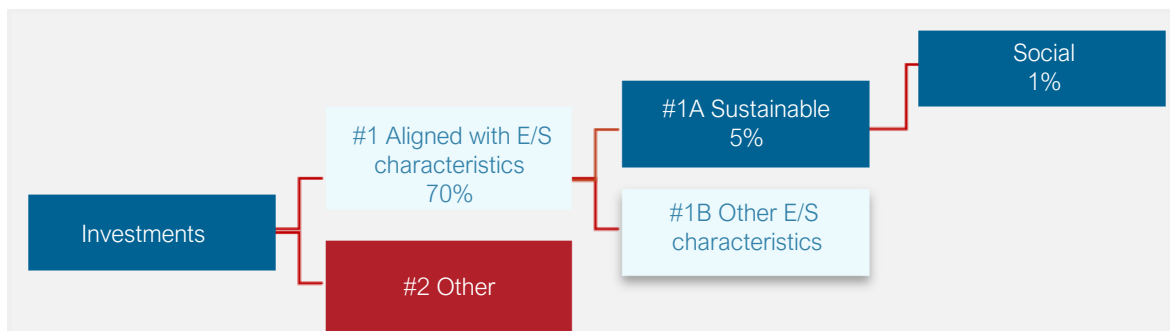 Investments
#1 Aligned with E/S
characteristics
70%
#2 Other
#1A Sustainable
5%
#1B Other E/S
characteristics
Social
1%